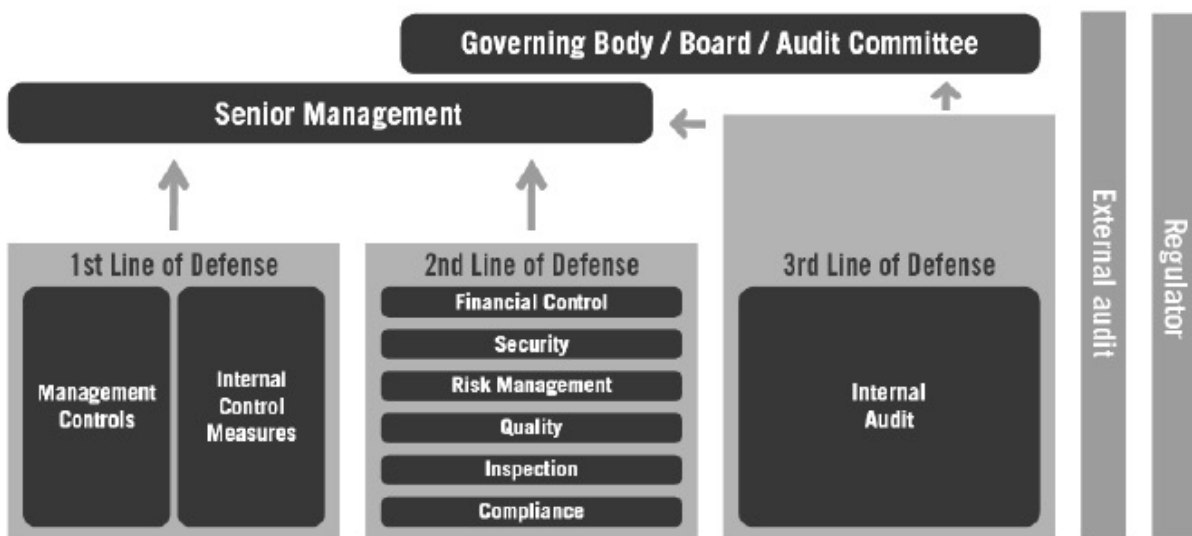 Governing Body / Board / Audit Committee
Senior Management
1st Line of Defense
Management
Controls
Internal
Control
Measures
2nd Line of Defense
Financial Control
Security
Risk Management
Quality
Inspection
Compliance
3rd Line of Defense
Internal
Audit
External audit
Regulator